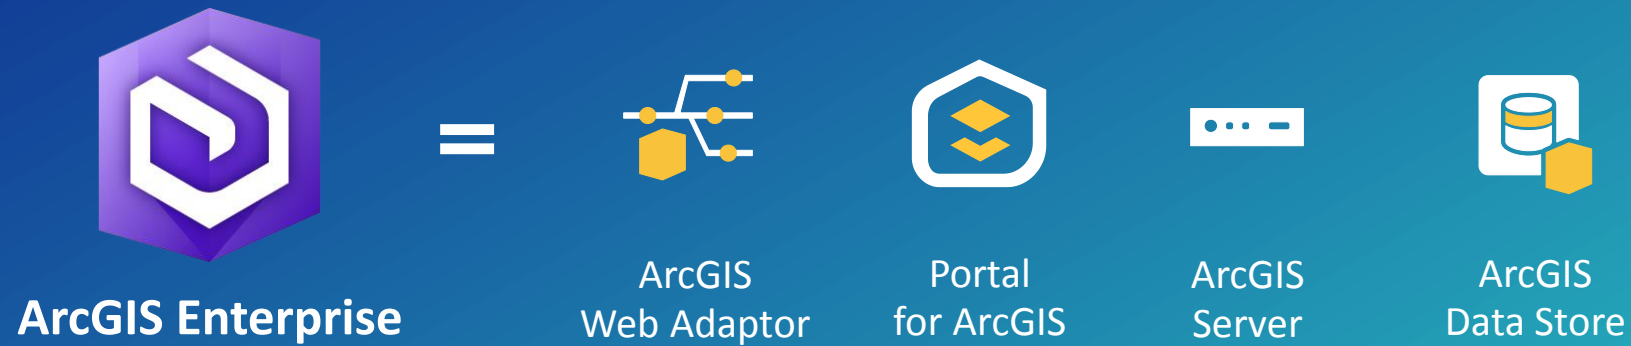 =
ArcGIS Enterprise
ArcGIS
Web Adaptor
Portal
for ArcGIS
ArcGIS
Server
ArcGIS
Data Store